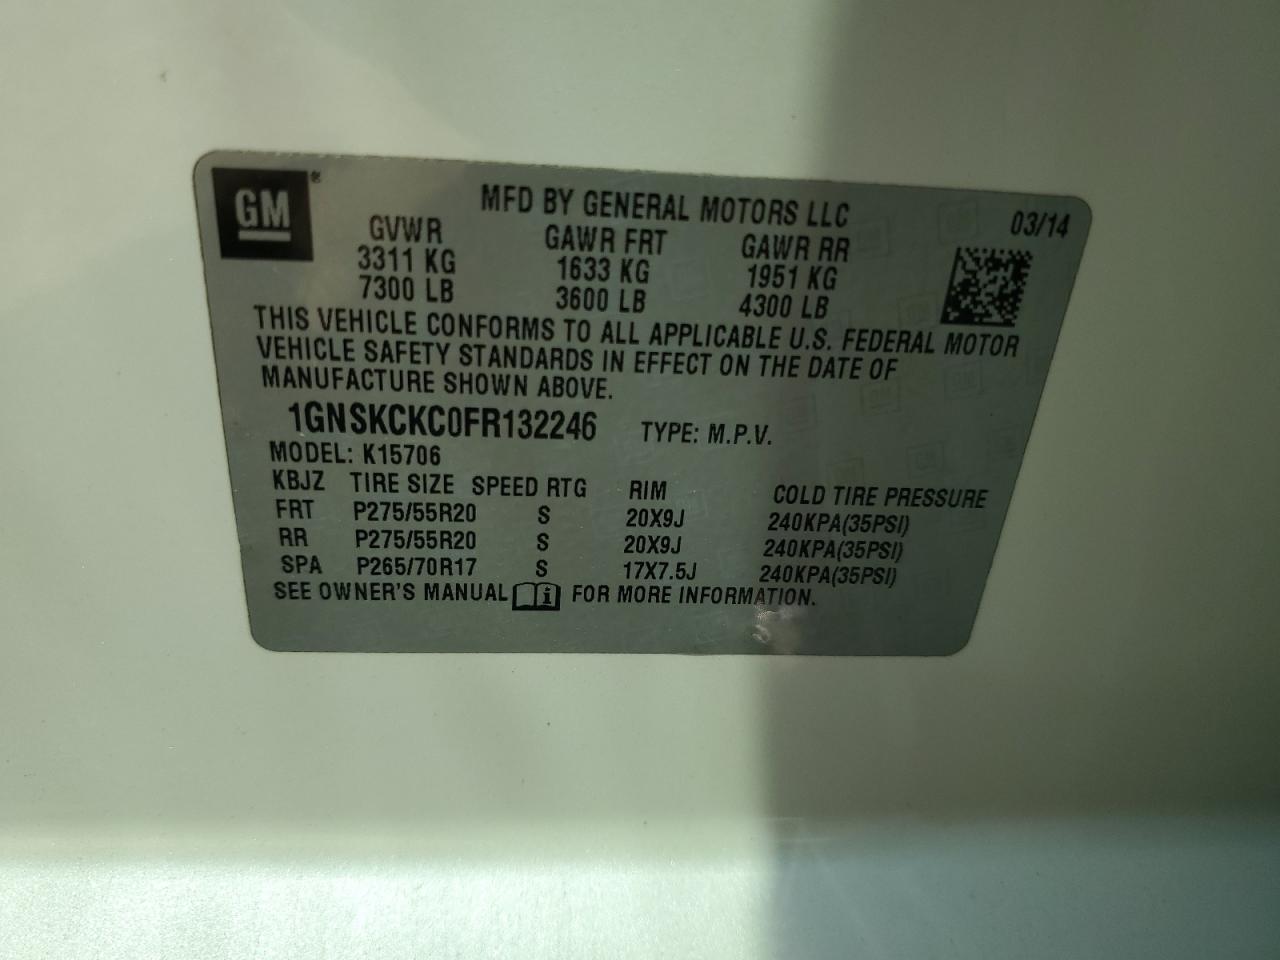 GM®
MFD BY GENERAL MOTORS LLC
03/14
GVWR GAWR FRT GAWR RR
3311 KG 1633 KG 1951 KG
7300 LB 3600 LB 4300 LB
THIS VEHICLE CONFORMS TO ALL APPLICABLE U.S. FEDERAL MOTOR
VEHICLE SAFETY STANDARDS IN EFFECT ON THE DATE OF
MANUFACTURE SHOWN ABOVE.
1GNSKCKC0FR132246 TYPE: M.P.V.
MODEL: K15706
KBJZ TIRE SIZE SPEED RTG RIM COLD TIRE PRESSURE
FRT P275/55R20 S 20X9J 240KPA(35PSI)
RR P275/55R20 S 20X9J 240KPA(35PSI)
SPA P265/70R17 S 17X7.5J 240KPA(35PSI)
SEE OWNER'S MANUAL i FOR MORE INFORMATION.